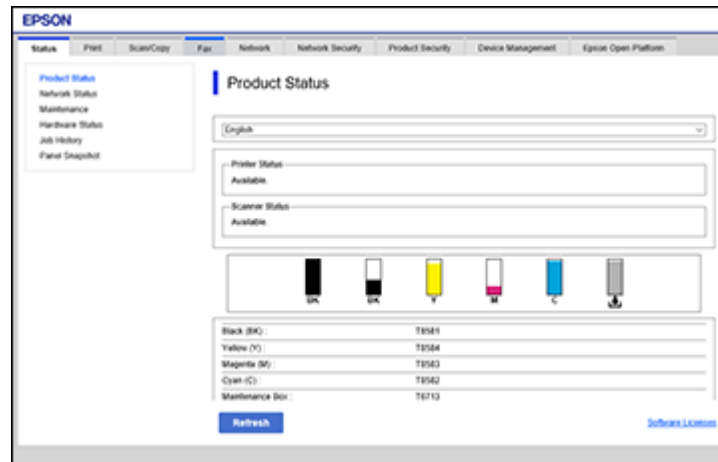 EPSON
Status Print Scan/Copy Fax Network Network Security Product Security Device Management Epson Open Platform
Product Status
Network Status
Maintenance
Hardware Status
Job History
Panel Snapshot
Product Status
English
Printer Status
Available.
Scanner Status
Available.
BK BK Y M C
Black (BK) : T8581
Yellow (Y) : T8584
Magenta (M) : T8583
Cyan (C) : T8582
Maintenance Box : T6713
Refresh
Software Licenses